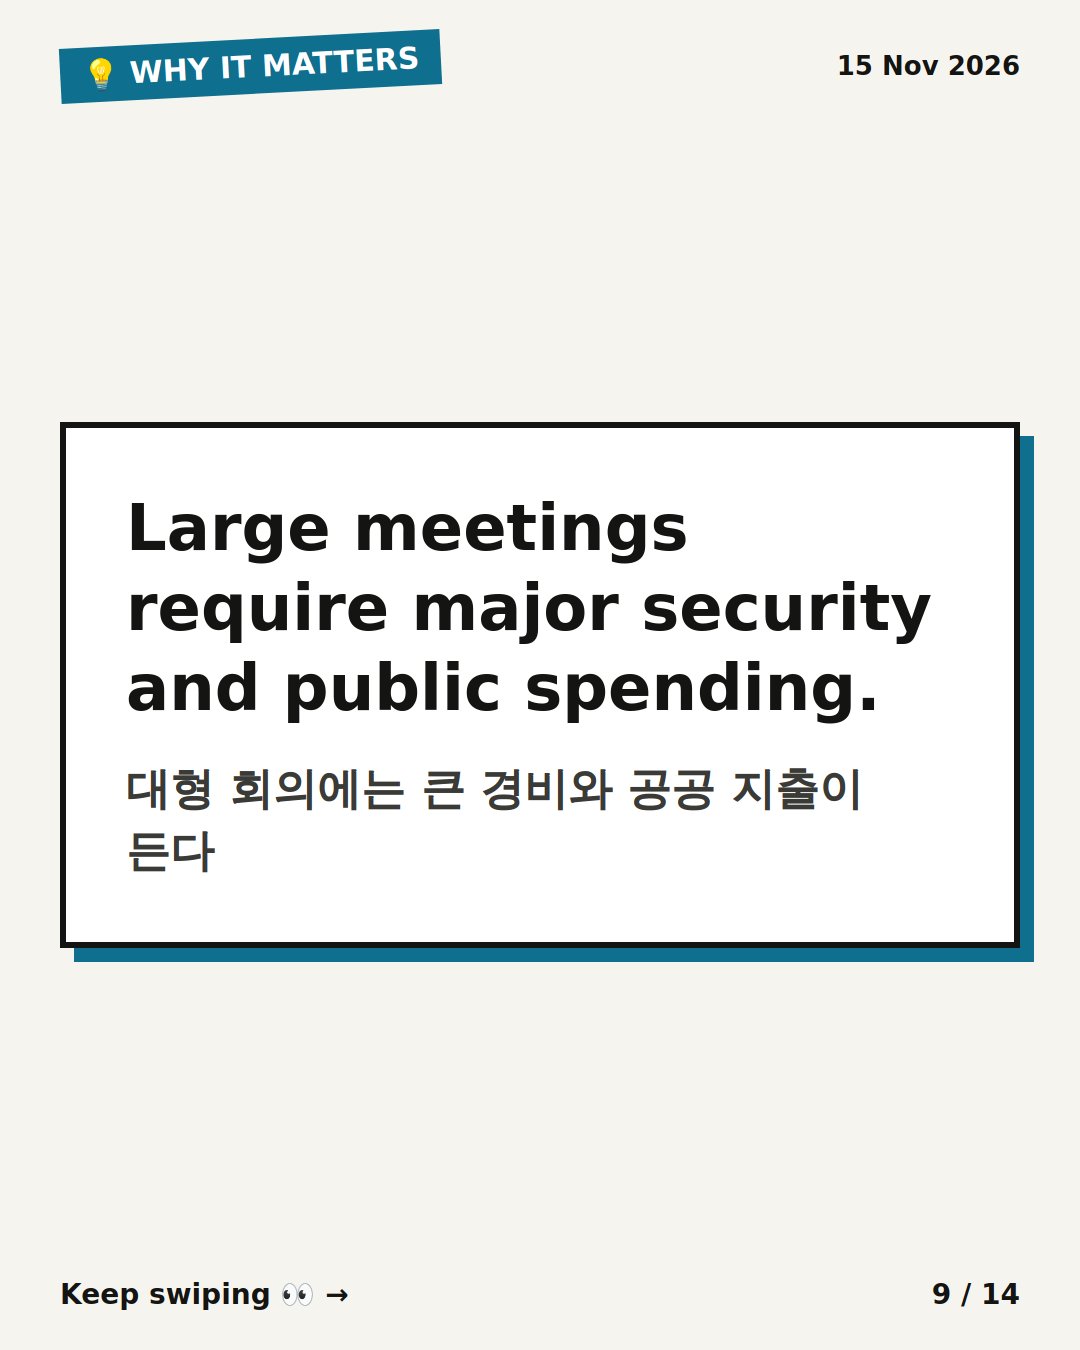 💡 WHY IT MATTERS
15 Nov 2026
Large meetings
require major security
and public spending.
대형 회의에는 큰 경비와 공공 지출이
든다
Keep swiping 👀 →
9 / 14